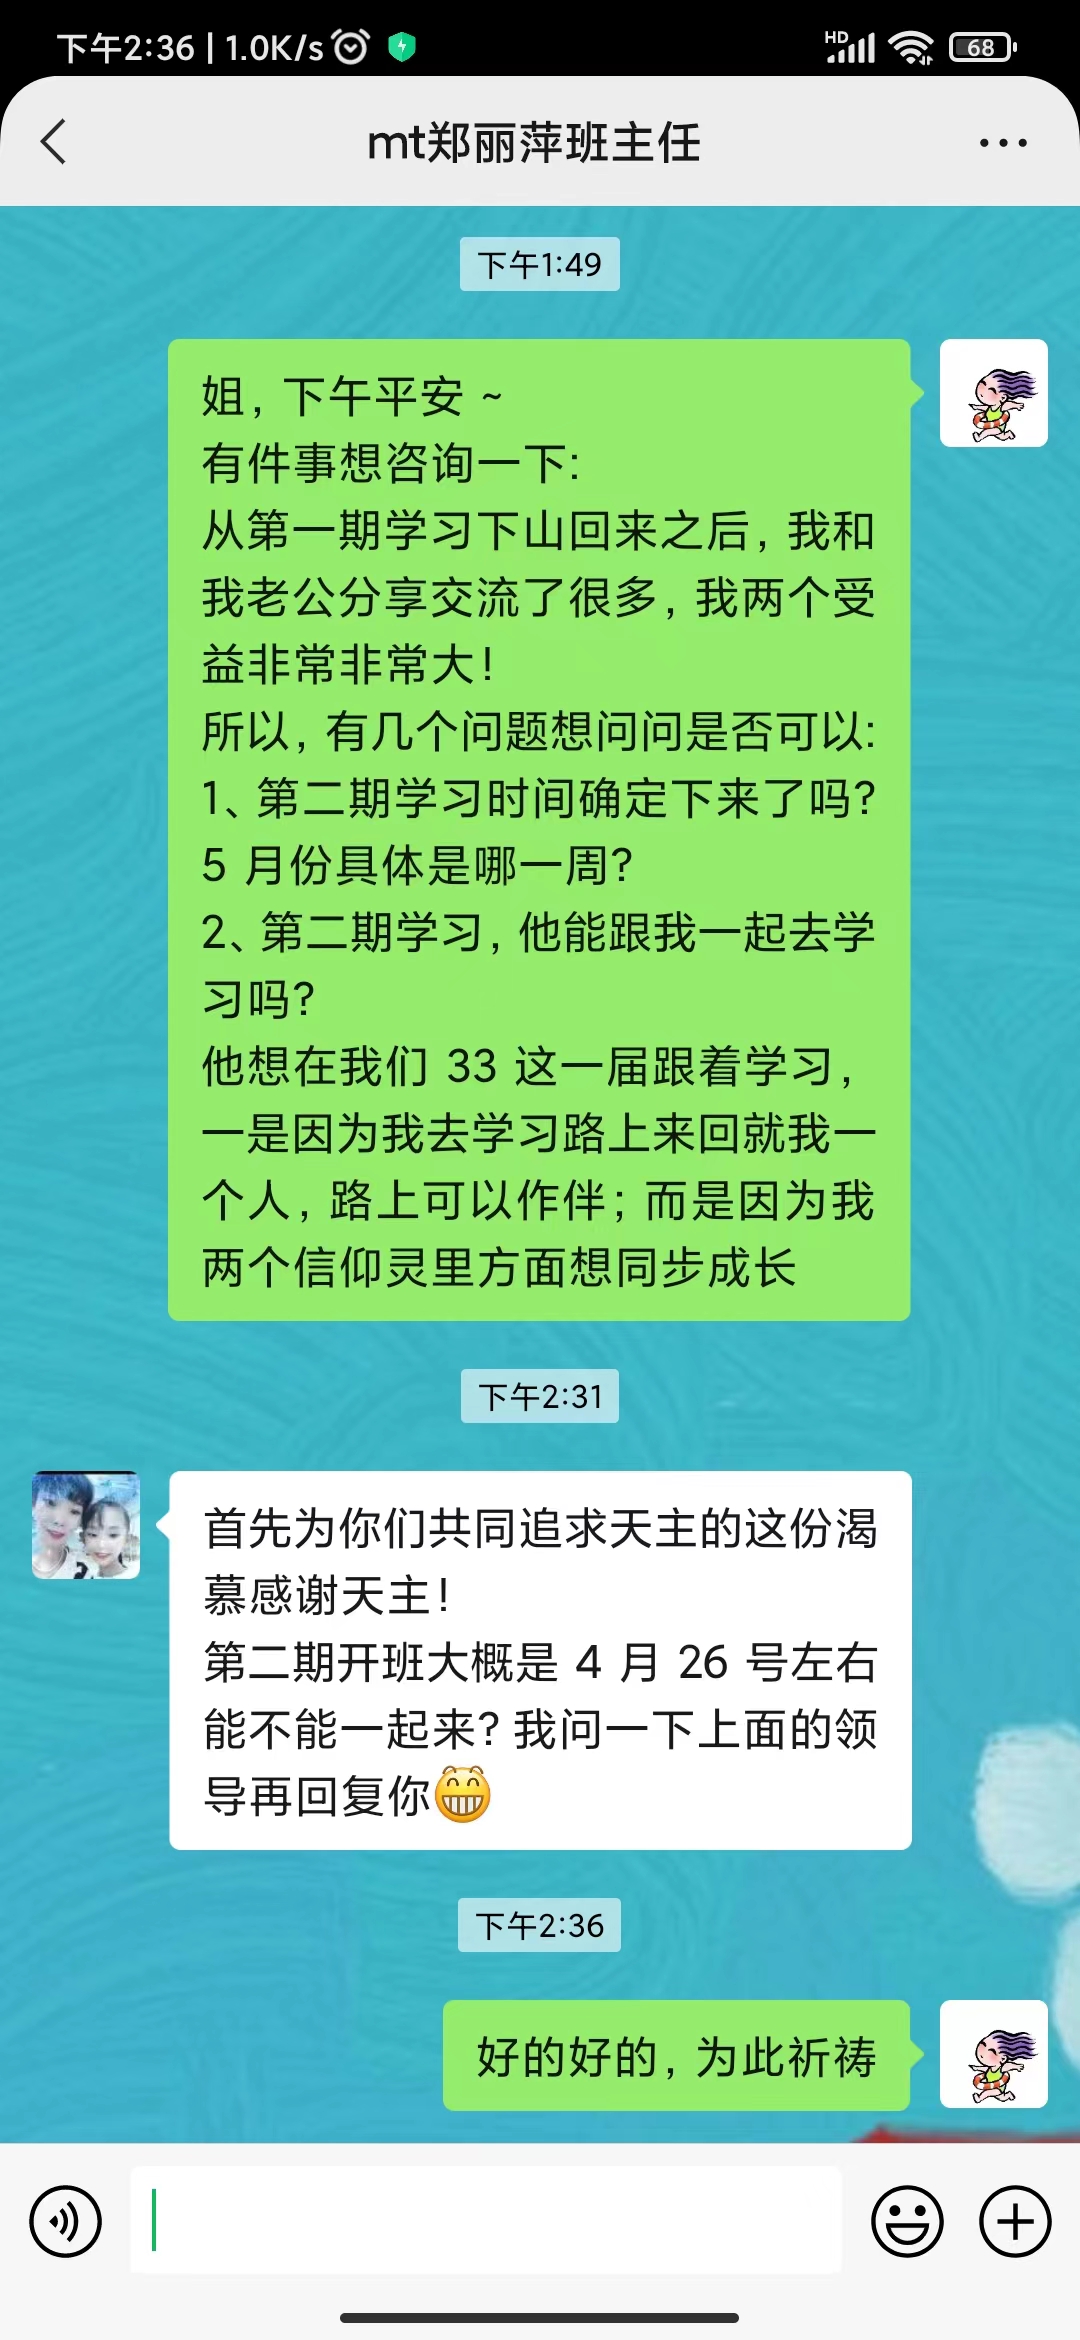 下午2:36 | 1.0K/s
HD
68
mt郑丽萍班主任
下午1:49
姐，下午平安 ~
有件事想咨询一下:
从第一期学习下山回来之后，我和
我老公分享交流了很多，我两个受
益非常非常大！
所以，有几个问题想问问是否可以:
1、第二期学习时间确定下来了吗？
5 月份具体是哪一周？
2、第二期学习，他能跟我一起去学
习吗？
他想在我们 33 这一届跟着学习，
一是因为我去学习路上来回就我一
个人，路上可以作伴；而是因为我
两个信仰灵里方面想同步成长
下午2:31
首先为你们共同追求天主的这份渴
慕感谢天主！
第二期开班大概是 4 月 26 号左右
能不能一起来？我问一下上面的领
导再回复你😁
下午2:36
好的好的，为此祈祷